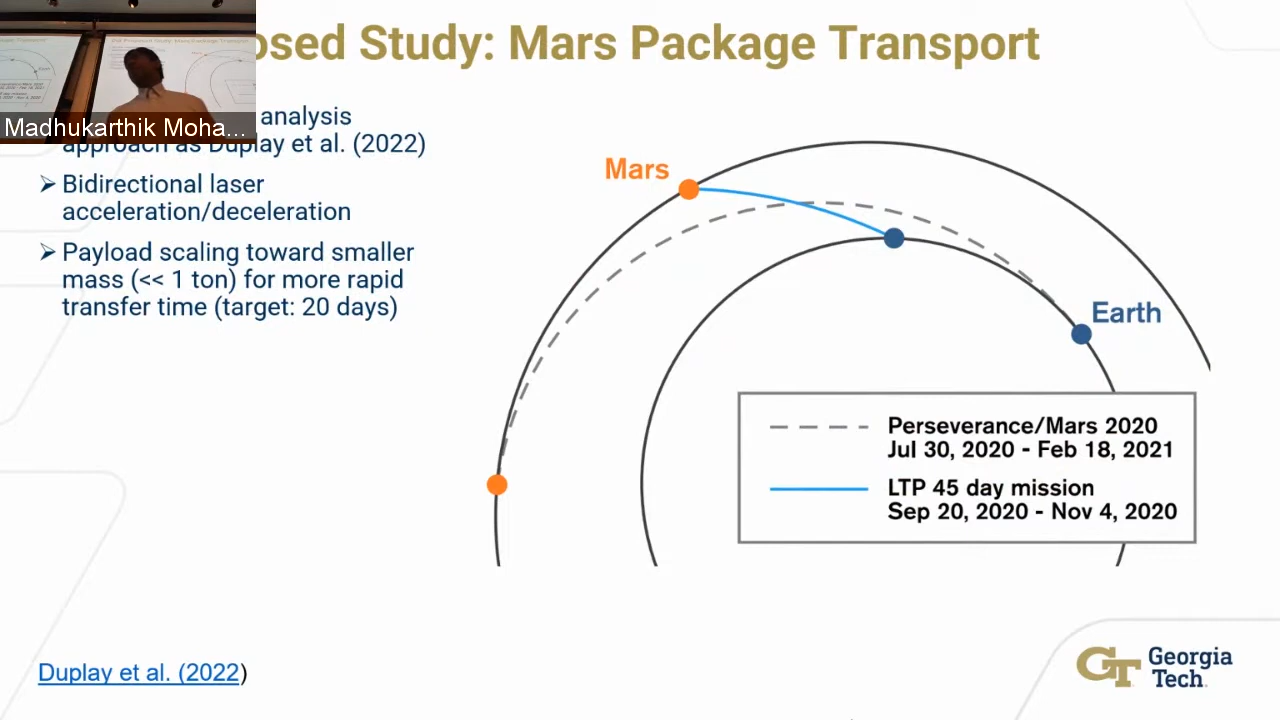 osed Study: Mars Package Transport
Madhukarthik Moha...
analysis
approach as Duplay et al. (2022)
➢ Bidirectional laser
acceleration/deceleration
➢ Payload scaling toward smaller
mass (<< 1 ton) for more rapid
transfer time (target: 20 days)
Mars
Earth
Perseverance/Mars 2020
Jul 30, 2020 - Feb 18, 2021
LTP 45 day mission
Sep 20, 2020 - Nov 4, 2020
Duplay et al. (2022)
GT Georgia
Tech